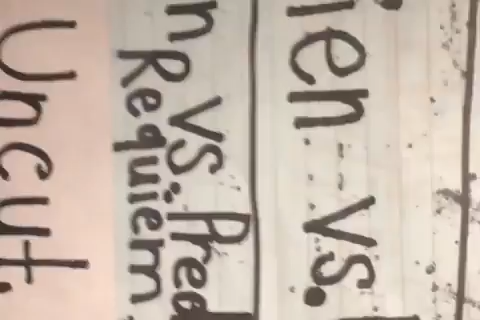 ien vs.
n vs. Pred
Requiem
Uncut.